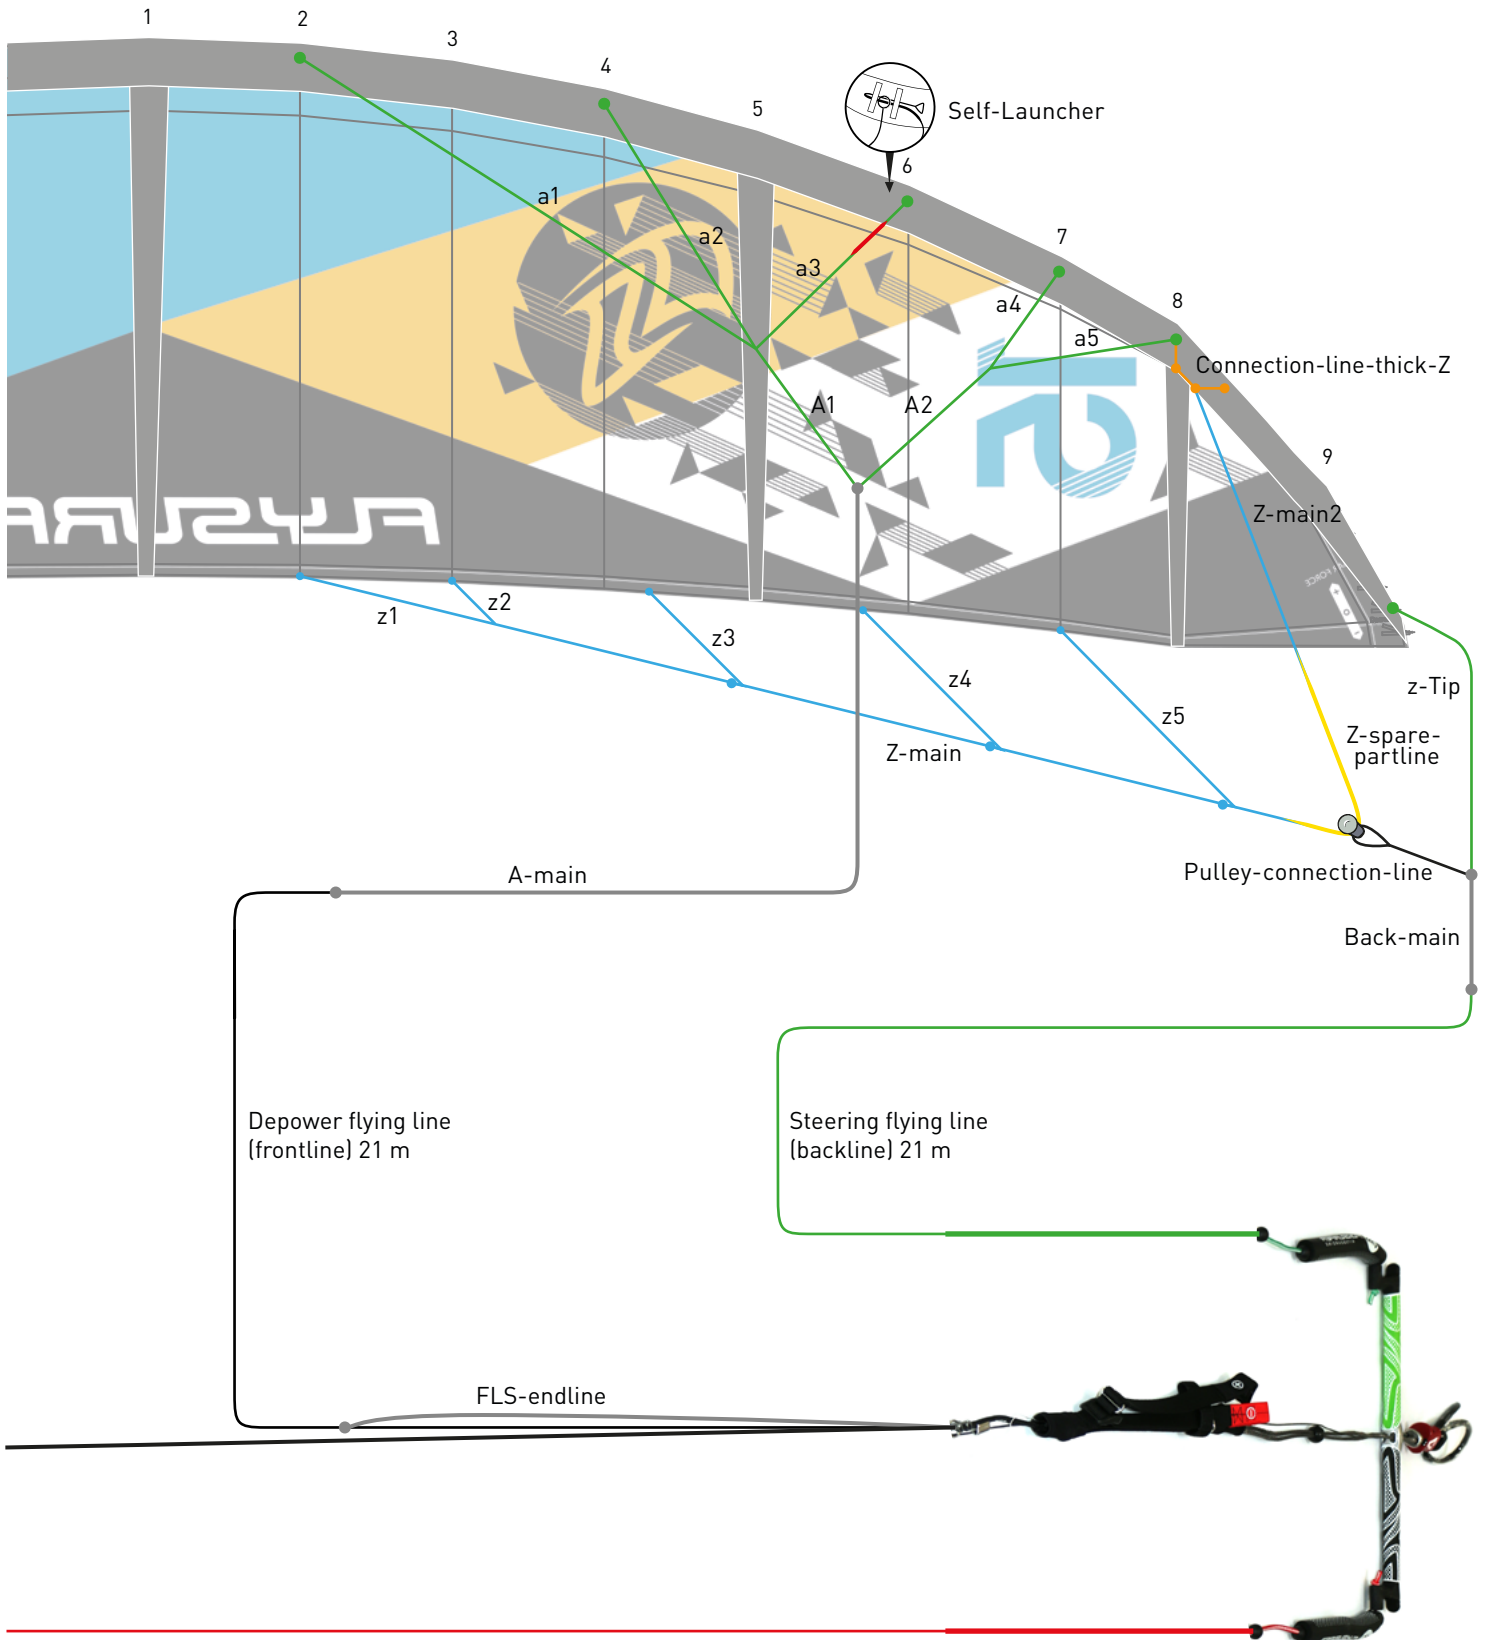 1
2
3
4
5
6
7
8
9
Self-Launcher
a1
a2
a3
a4
a5
Connection-line-thick-Z
A1
A2
Z-main2
z1
z2
z3
z4
z5
Z-main
z-Tip
Z-spare-
partline
Pulley-connection-line
A-main
Back-main
Depower flying line
(frontline) 21 m
Steering flying line
(backline) 21 m
FLS-endline